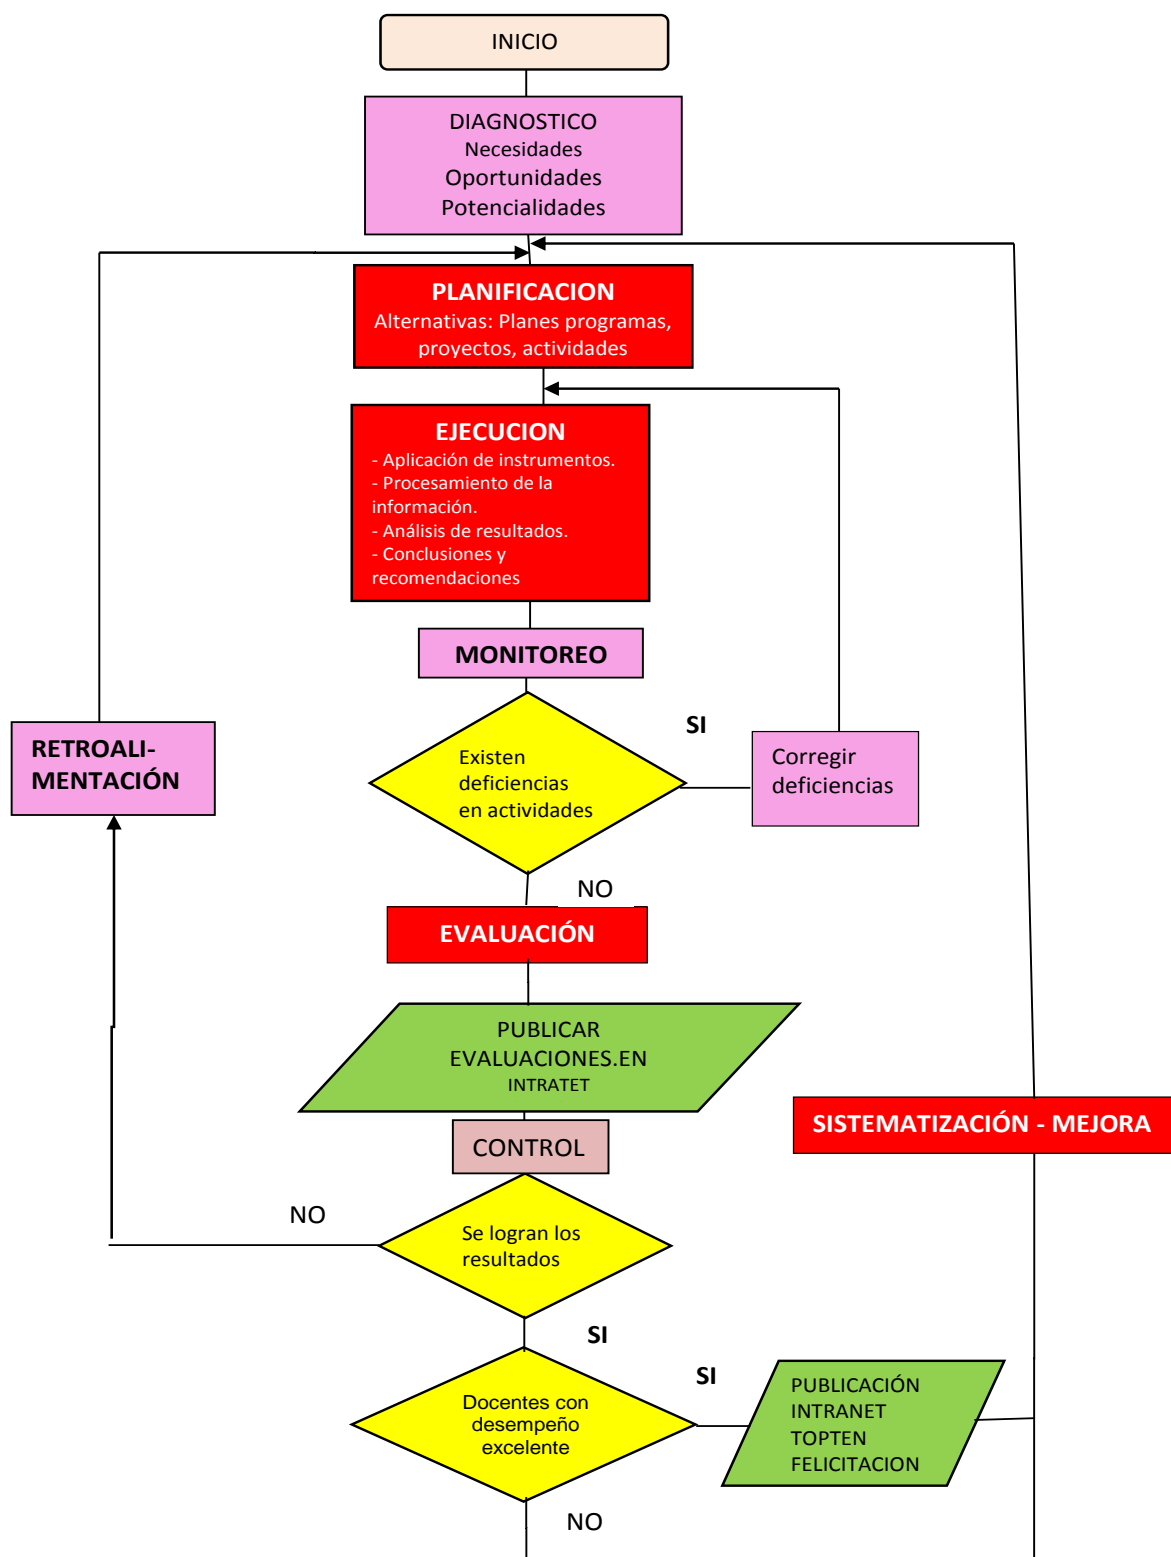 INICIO
DIAGNOSTICO
Necesidades
Oportunidades
Potencialidades
PLANIFICACION
Alternativas: Planes programas,
proyectos, actividades
EJECUCION
- Aplicación de instrumentos.
- Procesamiento de la
información.
- Análisis de resultados.
- Conclusiones y
recomendaciones
MONITOREO
SI
Existen
deficiencias
en actividades
Corregir
deficiencias
RETROALI-
MENTACIÓN
NO
EVALUACIÓN
PUBLICAR
EVALUACIONES.EN
INTRATET
SISTEMATIZACIÓN - MEJORA
CONTROL
NO
Se logran los
resultados
SI
SI
Docentes con
desempeño
excelente
PUBLICACIÓN
INTRANET
TOPTEN
FELICITACION
NO